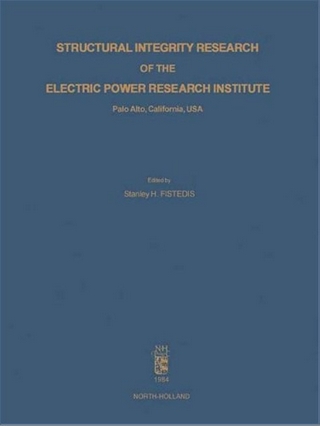 STRUCTURAL INTEGRITY RESEARCH
OF THE
ELECTRIC POWER RESEARCH INSTITUTE
Palo Alto, California, USA
Edited by
Stanley H. FISTEDIS
NH
1984
NORTH-HOLLAND